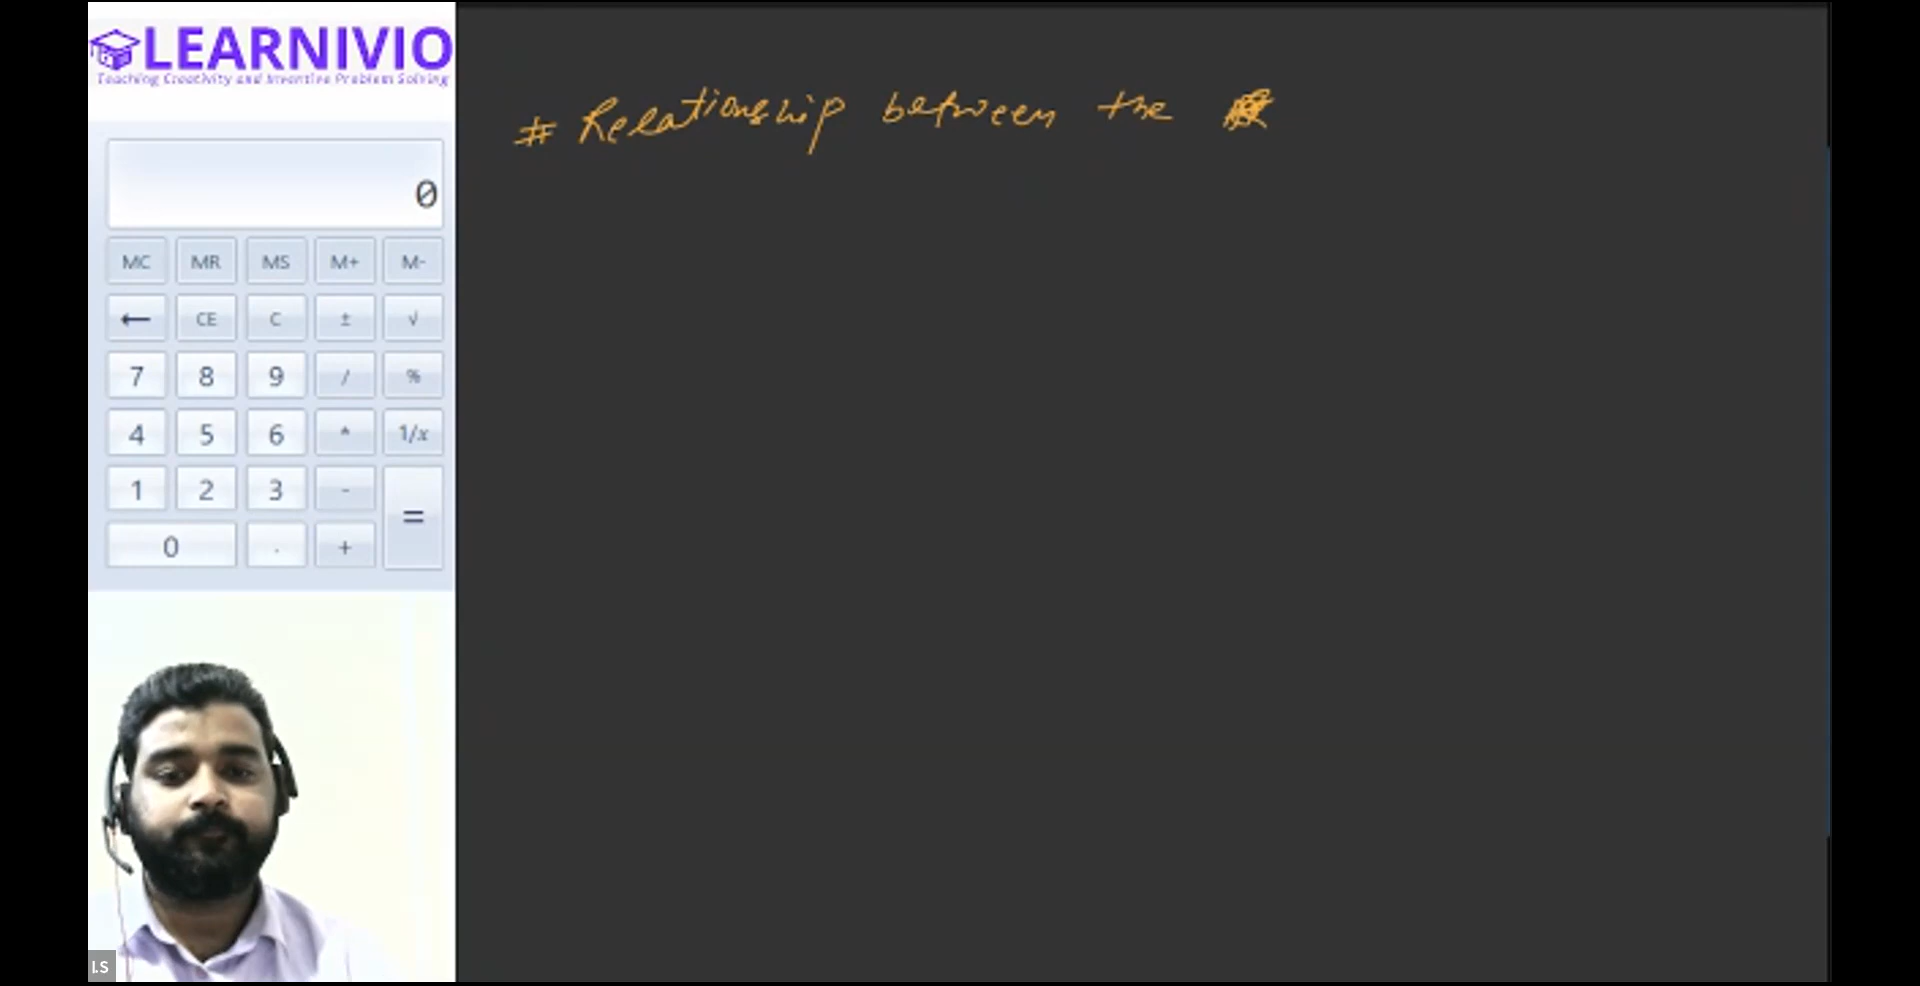 LEARNIVIO
Teaching Creativity and Inventive Problem Solving
# Relationship between the
0
MC MR MS M+ M-
← CE C ± √
7 8 9 / %
4 5 6 * 1/x
1 2 3 - =
0 . +
I.S